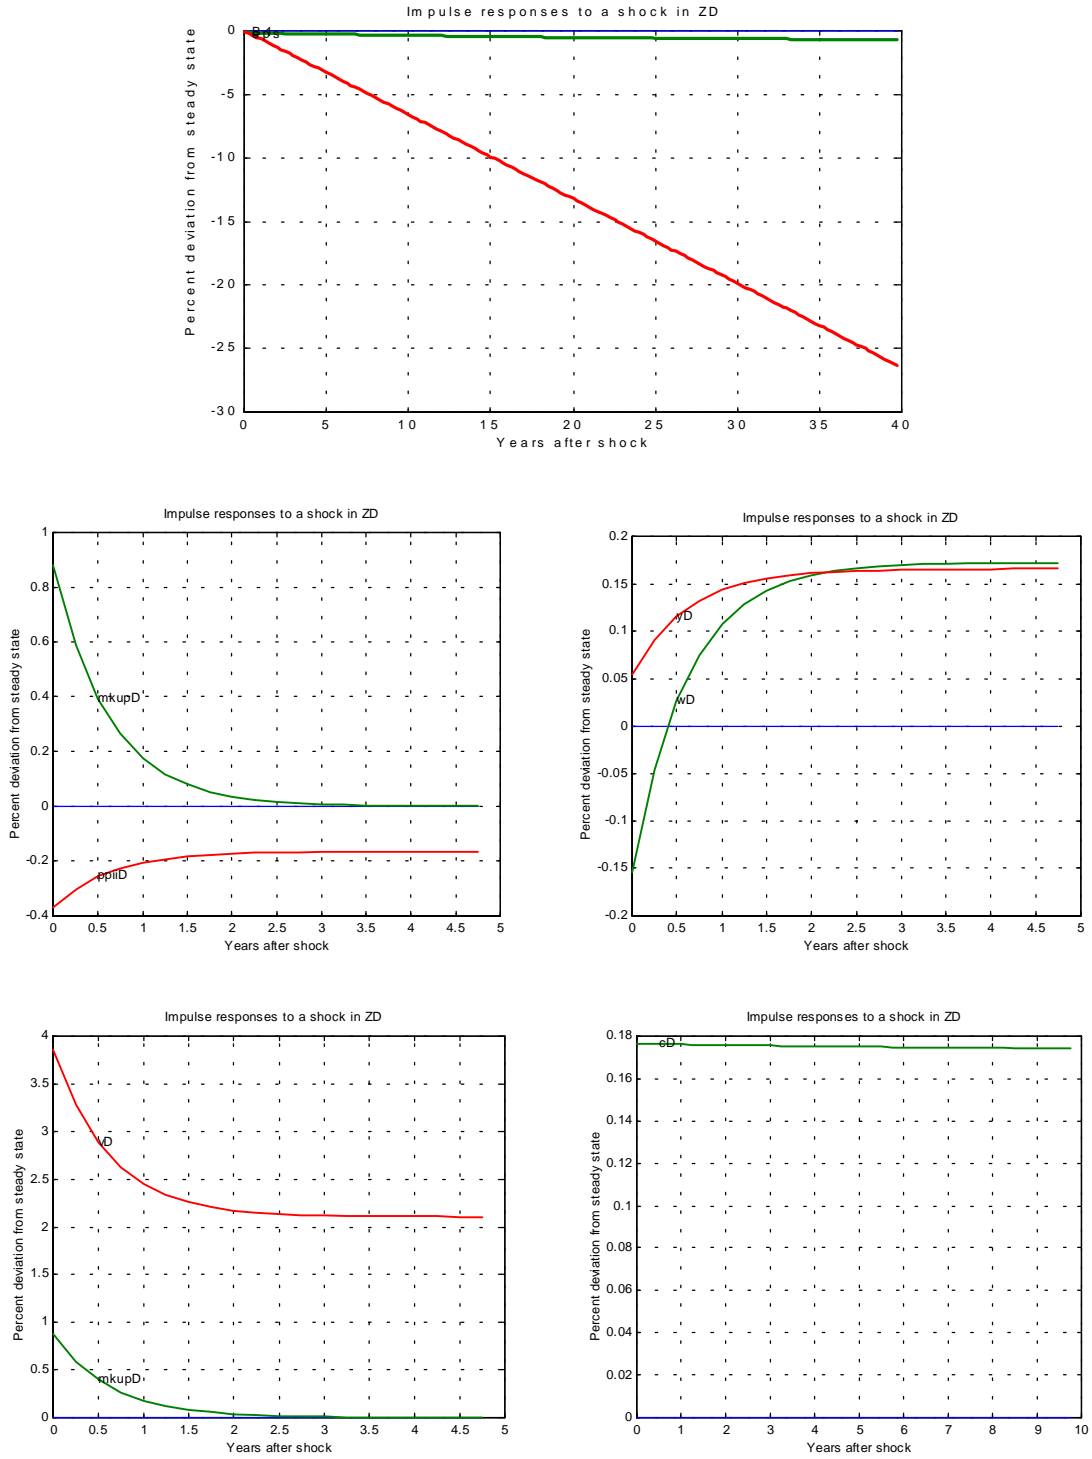 Impulse responses to a shock in ZD
Percent deviation from steady state
0
-5
-10
-15
-20
-25
-30
0 5 10 15 20 25 30 35 40
Years after shock
Impulse responses to a shock in ZD
Percent deviation from steady state
1
0.8
0.6
0.4
0.2
0
-0.2
-0.4
mkupD
ppiiD
0 0.5 1 1.5 2 2.5 3 3.5 4 4.5 5
Years after shock
Impulse responses to a shock in ZD
Percent deviation from steady state
0.2
0.15
0.1
0.05
0
-0.05
-0.1
-0.15
-0.2
yD
wD
0 0.5 1 1.5 2 2.5 3 3.5 4 4.5 5
Years after shock
Impulse responses to a shock in ZD
Percent deviation from steady state
4
3.5
3
2.5
2
1.5
1
0.5
0
mkupD
0 0.5 1 1.5 2 2.5 3 3.5 4 4.5 5
Years after shock
Impulse responses to a shock in ZD
Percent deviation from steady state
0.18
0.16
0.14
0.12
0.1
0.08
0.06
0.04
0.02
0
cD
0 1 2 3 4 5 6 7 8 9 10
Years after shock